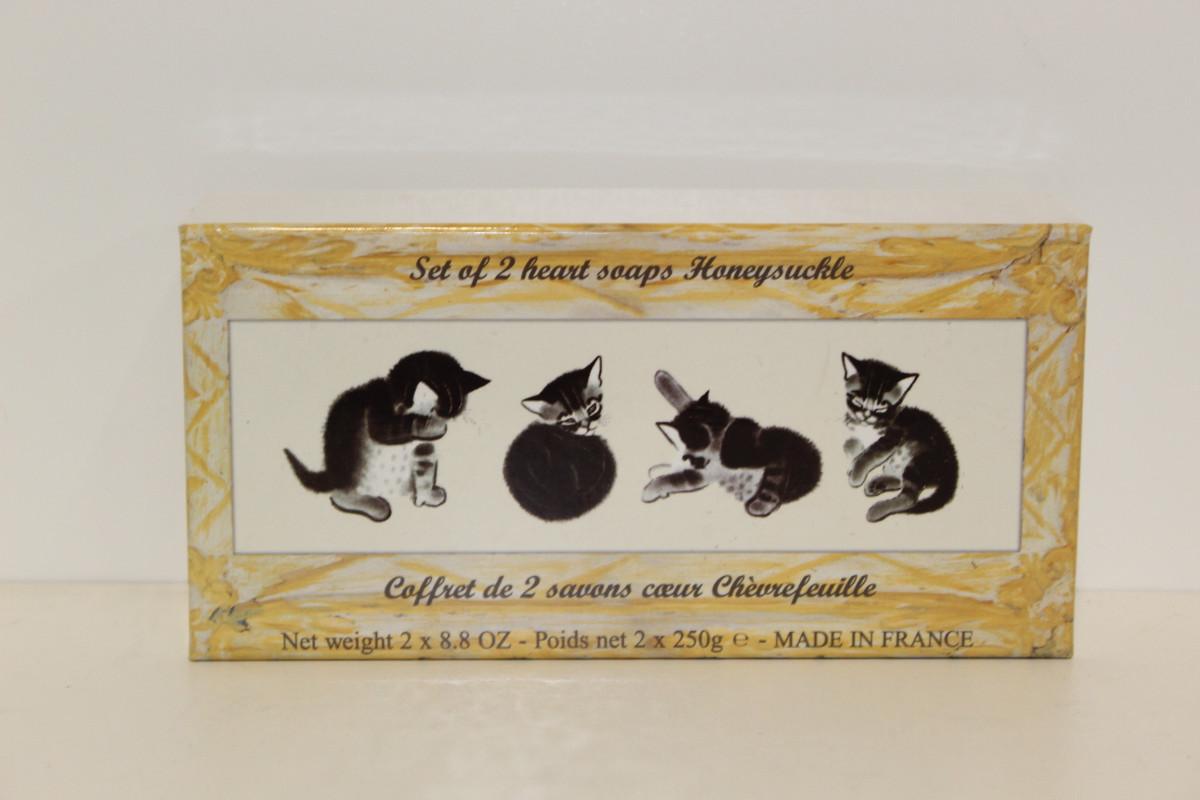 Set of 2 heart soaps Honeysuckle
Coffret de 2 savons cœur Chèvrefeuille
Net weight 2 x 8.8 OZ - Poids net 2 x 250g ℮ - MADE IN FRANCE